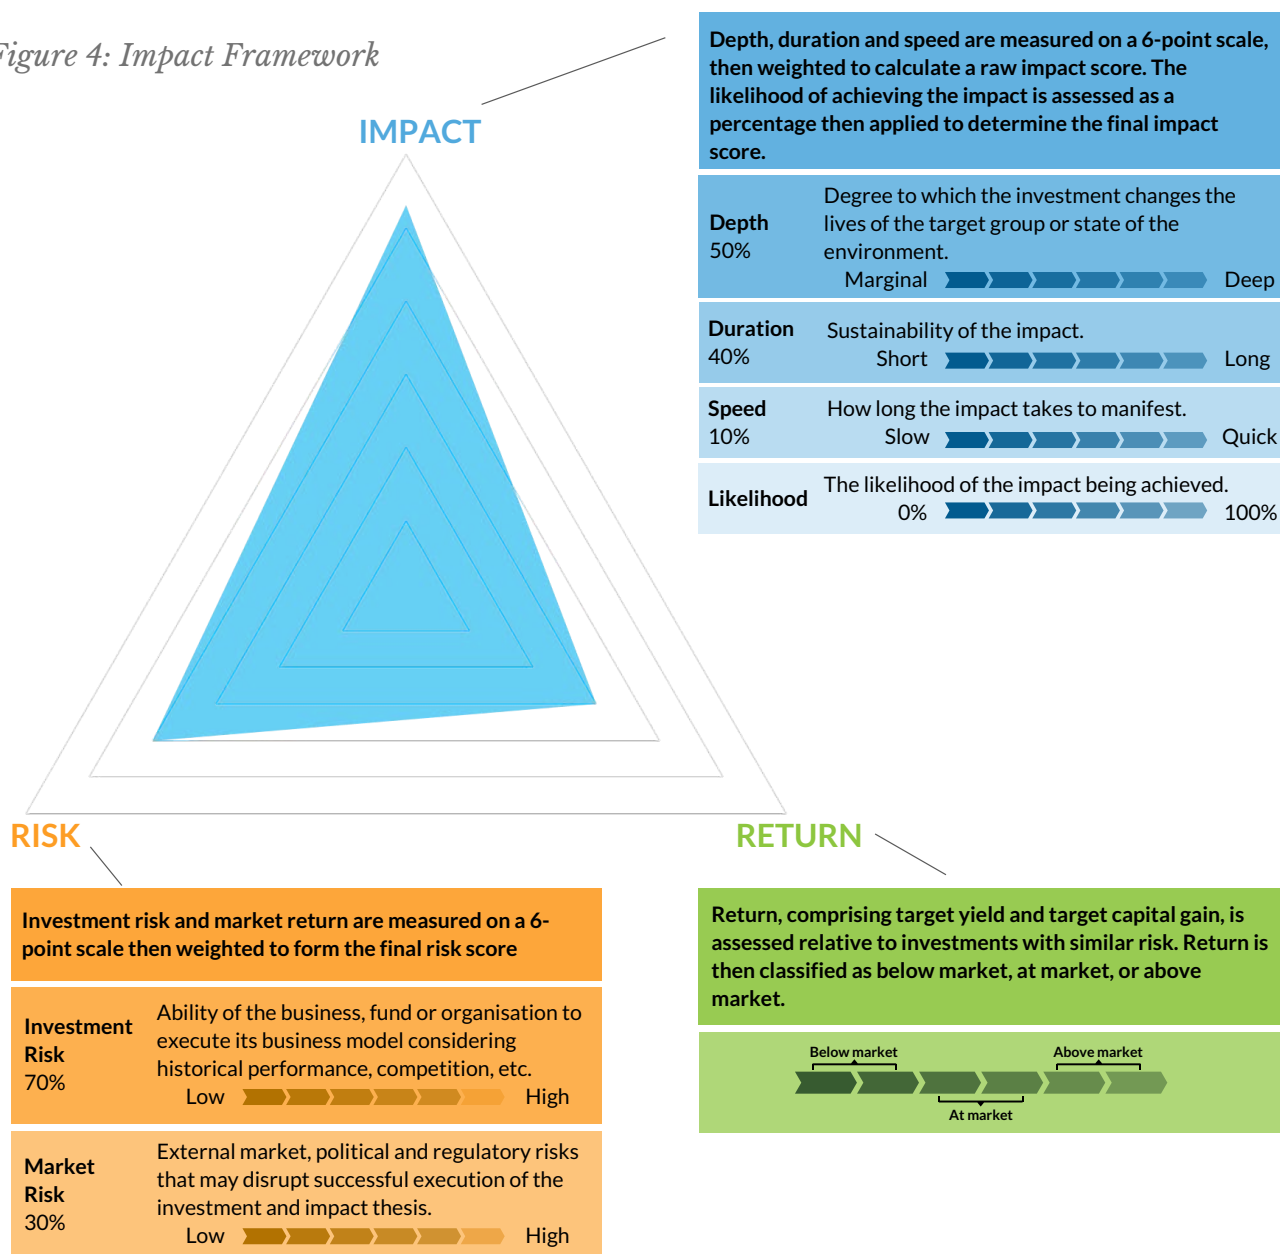 Figure 4: Impact Framework
IMPACT
Depth, duration and speed are measured on a 6-point scale,
then weighted to calculate a raw impact score. The
likelihood of achieving the impact is assessed as a
percentage then applied to determine the final impact
score.
Depth
50%
Degree to which the investment changes the
lives of the target group or state of the
environment.
Marginal Deep
Duration
40%
Sustainability of the impact.
Short Long
Speed
10%
How long the impact takes to manifest.
Slow Quick
Likelihood
The likelihood of the impact being achieved.
0% 100%
RISK
Investment risk and market return are measured on a 6-
point scale then weighted to form the final risk score
Investment
Risk
70%
Ability of the business, fund or organisation to
execute its business model considering
historical performance, competition, etc.
Low High
Market
Risk
30%
External market, political and regulatory risks
that may disrupt successful execution of the
investment and impact thesis.
Low High
RETURN
Return, comprising target yield and target capital gain, is
assessed relative to investments with similar risk. Return is
then classified as below market, at market, or above
market.
Below market Above market
At market